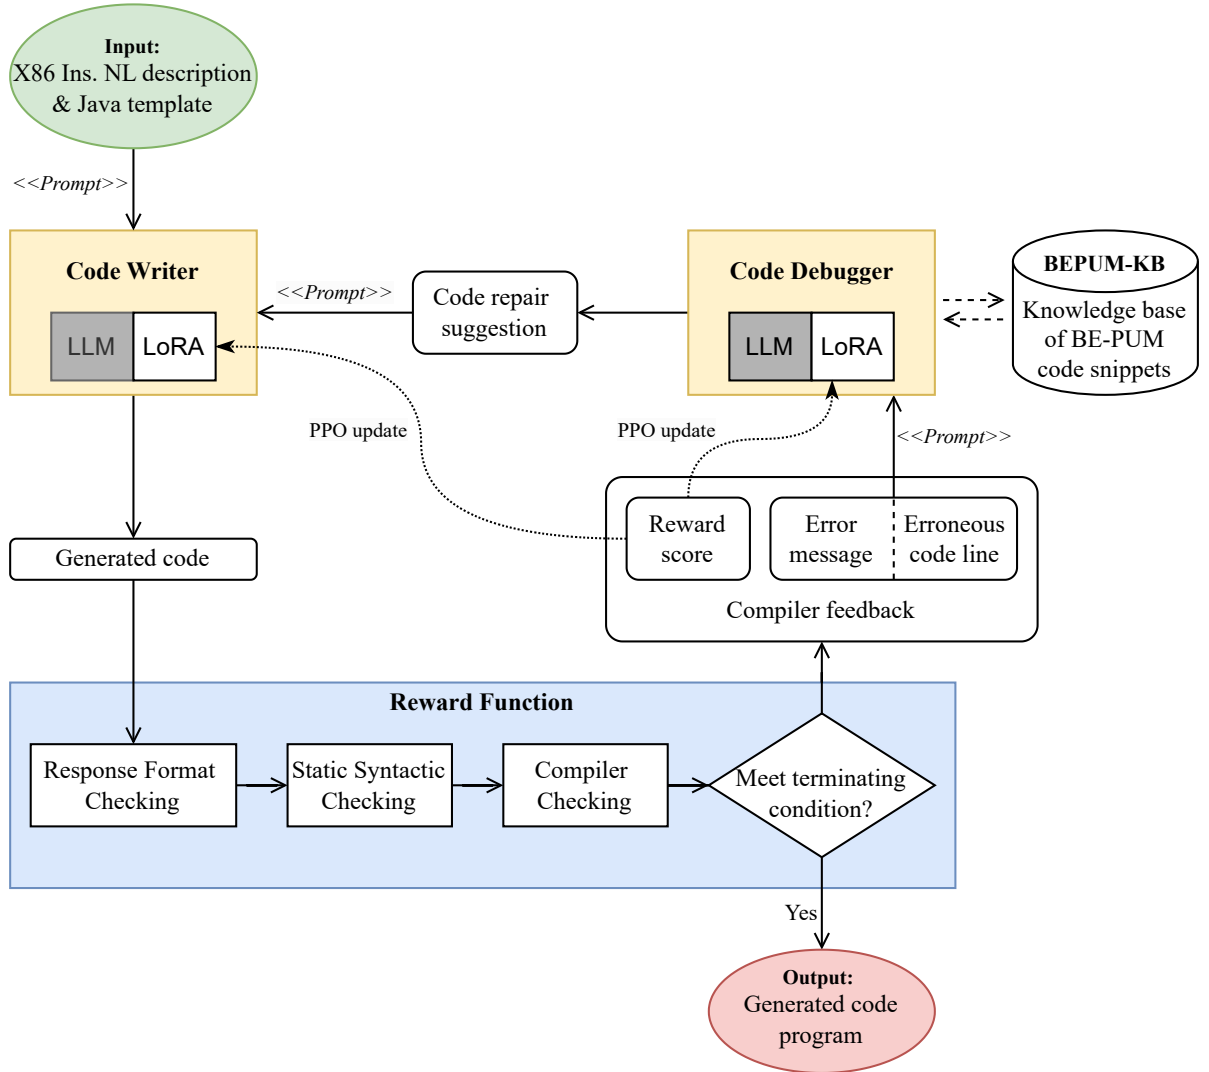 Input:
X86 Ins. NL description
& Java template
<<Prompt>>
Code Writer
LLM
LoRA
<<Prompt>>
Code repair
suggestion
Code Debugger
LLM
LoRA
BEPUM-KB
Knowledge base
of BE-PUM
code snippets
PPO update
PPO update
<<Prompt>>
Reward
score
Error
message
Erroneous
code line
Compiler feedback
Generated code
Reward Function
Response Format
Checking
Static Syntactic
Checking
Compiler
Checking
Meet terminating
condition?
Yes
Output:
Generated code
program